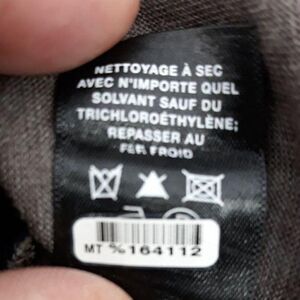 NETTOYAGE À SEC
AVEC N'IMPORTE QUEL
SOLVANT SAUF DU
TRICHLOROÉTHYLÈNE;
REPASSER AU
FER FROID
MT %164112